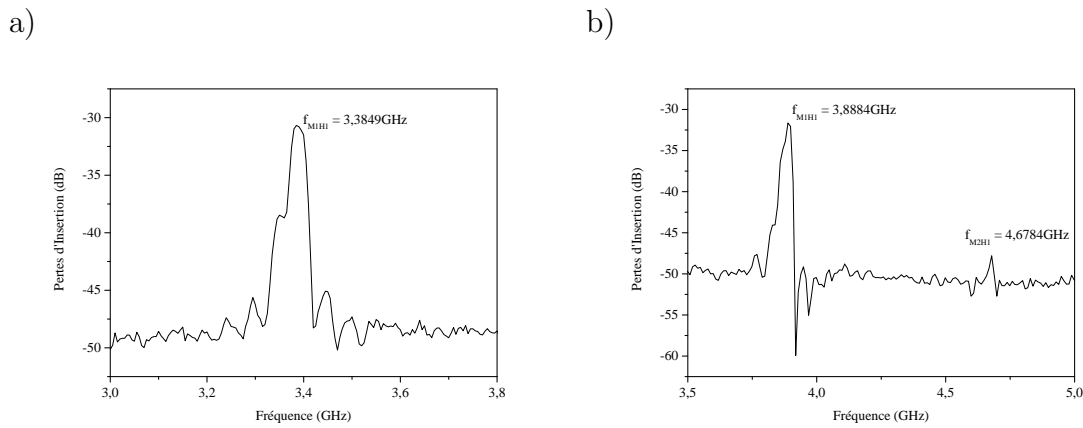 a)
b)
-30
-35
-40
-45
-50
3,0
3,2
3,4
3,6
3,8
Pertes d'Insertion (dB)
Fréquence (GHz)
f_M1H1 = 3,3849GHz
-30
-35
-40
-45
-50
-55
-60
3,5
4,0
4,5
5,0
Pertes d'Insertion (dB)
Fréquence (GHz)
f_M1H1 = 3,8884GHz
f_M2H1 = 4,6784GHz